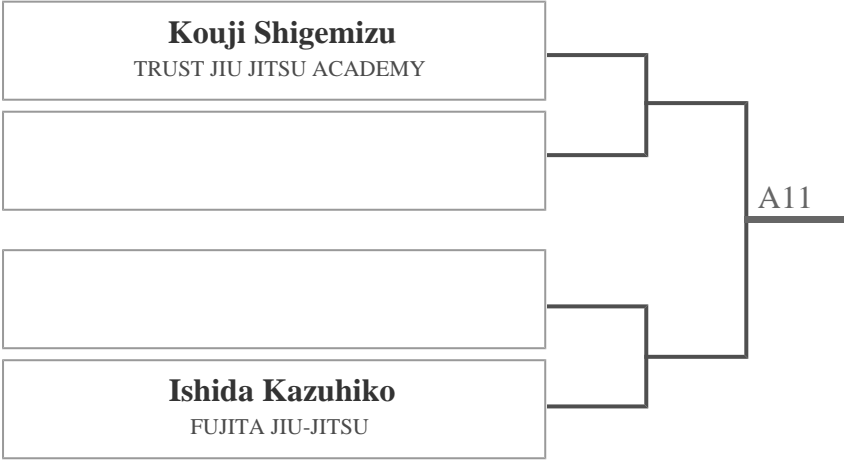 Kouji Shigemizu
TRUST JIU JITSU ACADEMY
A11
Ishida Kazuhiko
FUJITA JIU-JITSU